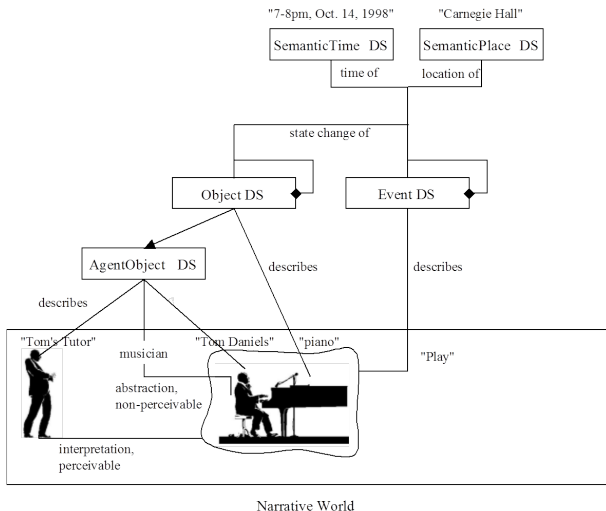 "7-8pm, Oct. 14, 1998"
"Carnegie Hall"
SemanticTime DS
SemanticPlace DS
time of
location of
state change of
Object DS
Event DS
AgentObject DS
describes
describes
describes
"Tom's Tutor"
"Tom Daniels"
"piano"
musician
"Play"
abstraction,
non-perceivable
interpretation,
perceivable
Narrative World